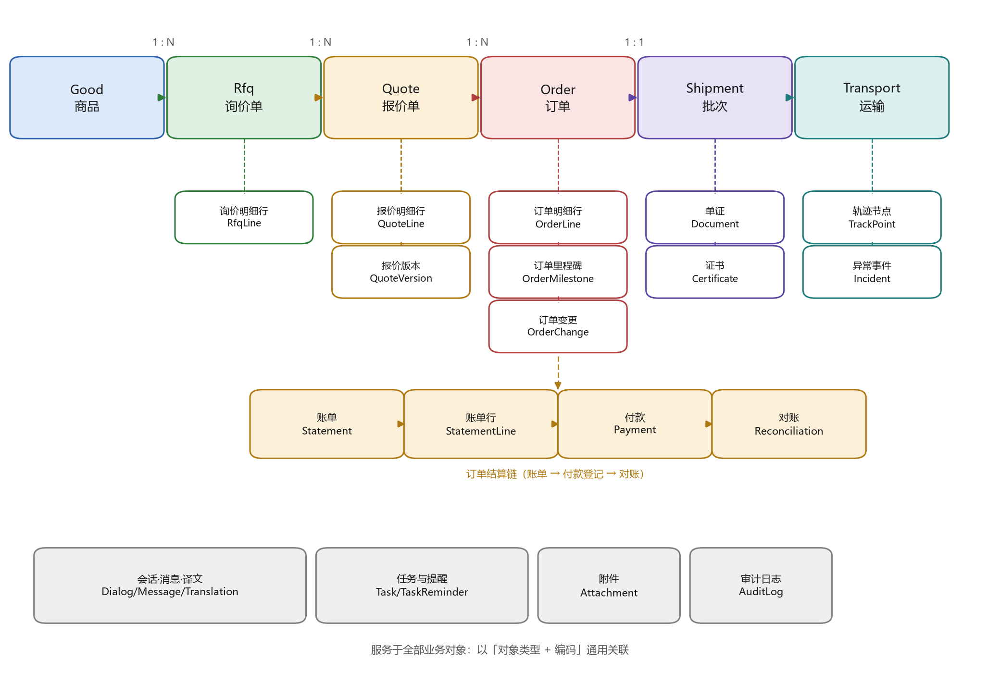 1 : N
1 : N
1 : N
1 : 1
Good
商品
Rfq
询价单
Quote
报价单
Order
订单
Shipment
批次
Transport
运输
询价明细行
RfqLine
报价明细行
QuoteLine
订单明细行
OrderLine
单证
Document
轨迹节点
TrackPoint
报价版本
QuoteVersion
订单里程碑
OrderMilestone
证书
Certificate
异常事件
Incident
订单变更
OrderChange
账单
Statement
账单行
StatementLine
付款
Payment
对账
Reconciliation
订单结算链（账单 → 付款登记 → 对账）
会话·消息·译文
Dialog/Message/Translation
任务与提醒
Task/TaskReminder
附件
Attachment
审计日志
AuditLog
服务于全部业务对象：以「对象类型 + 编码」通用关联